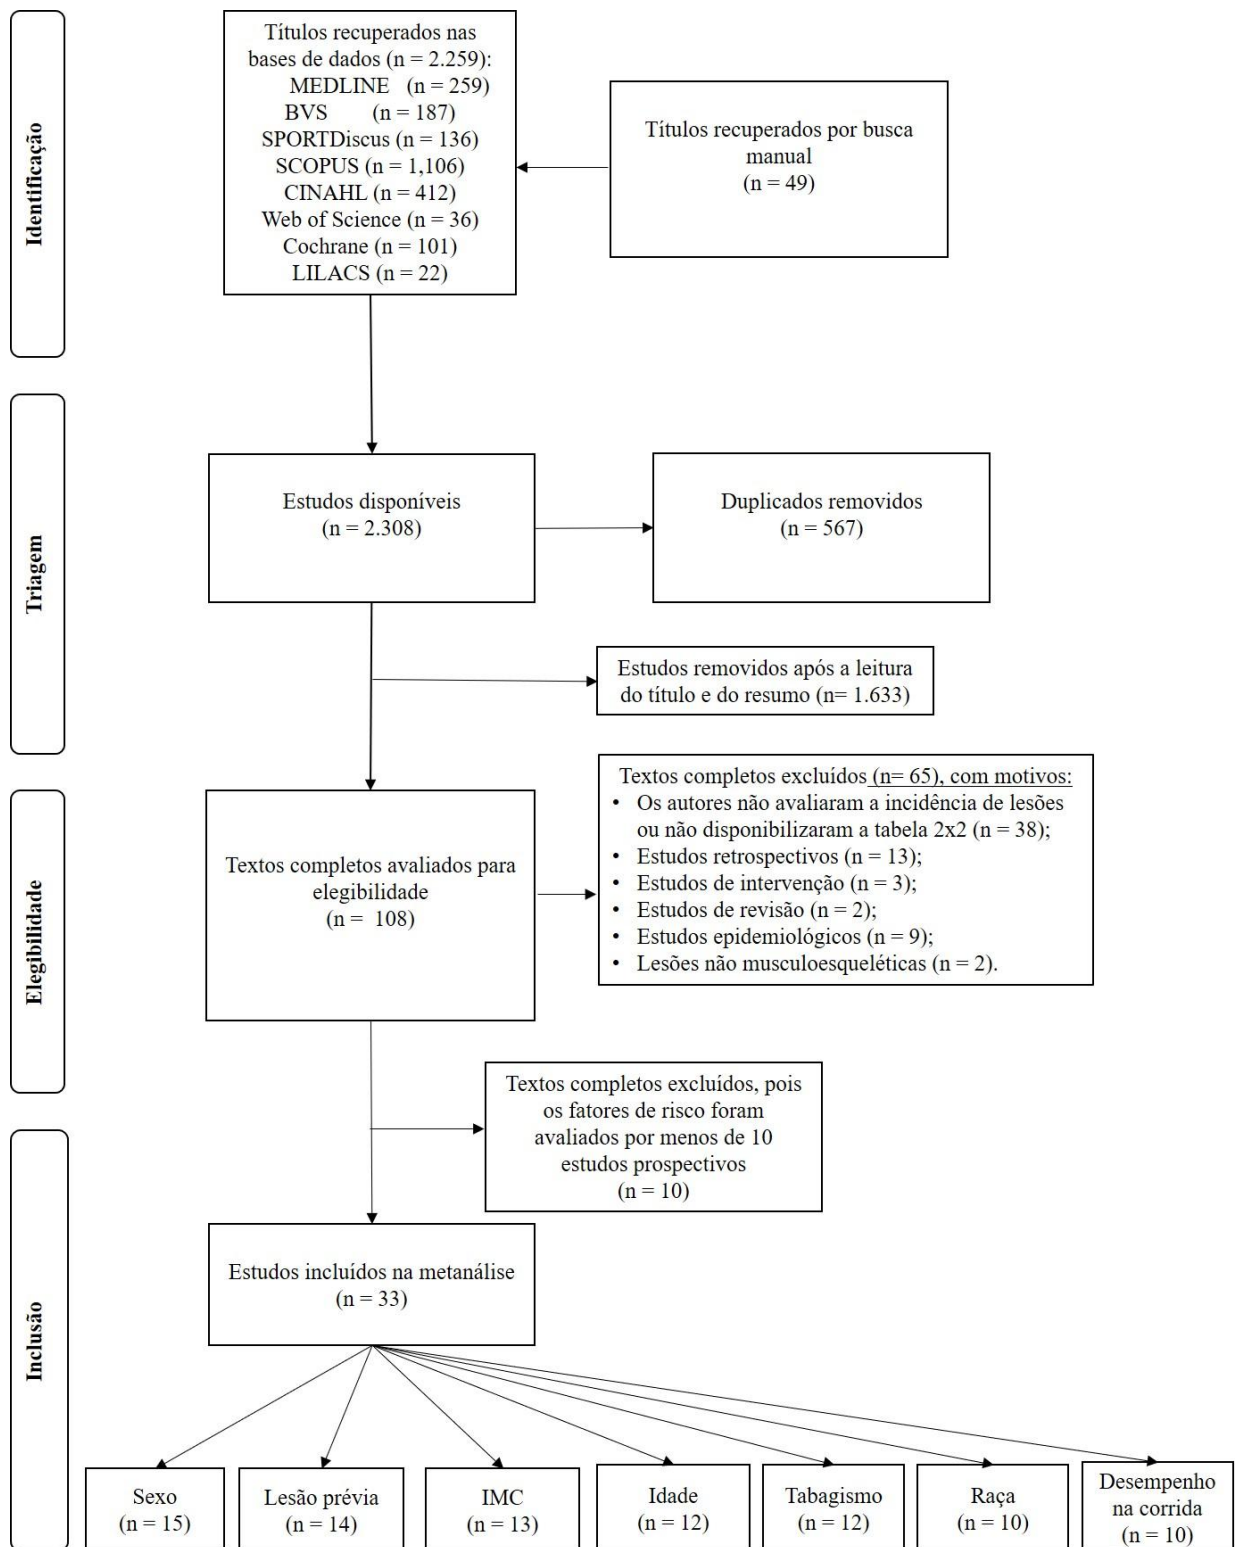 Identificação
Títulos recuperados nas
bases de dados (n = 2.259):
MEDLINE (n = 259)
BVS (n = 187)
SPORTDiscus (n = 136)
SCOPUS (n = 1,106)
CINAHL (n = 412)
Web of Science (n = 36)
Cochrane (n = 101)
LILACS (n = 22)
Títulos recuperados por busca
manual
(n = 49)
Triagem
Estudos disponíveis
(n = 2.308)
Duplicados removidos
(n = 567)
Estudos removidos após a leitura
do título e do resumo (n= 1.633)
Elegibilidade
Textos completos avaliados para
elegibilidade
(n = 108)
Textos completos excluídos (n= 65), com motivos:
• Os autores não avaliaram a incidência de lesões
ou não disponibilizaram a tabela 2x2 (n = 38);
• Estudos retrospectivos (n = 13);
• Estudos de intervenção (n = 3);
• Estudos de revisão (n = 2);
• Estudos epidemiológicos (n = 9);
• Lesões não musculoesqueléticas (n = 2).
Textos completos excluídos, pois
os fatores de risco foram
avaliados por menos de 10
estudos prospectivos
(n = 10)
Inclusão
Estudos incluídos na metanálise
(n = 33)
Sexo
(n = 15)
Lesão prévia
(n = 14)
IMC
(n = 13)
Idade
(n = 12)
Tabagismo
(n = 12)
Raça
(n = 10)
Desempenho
na corrida
(n = 10)